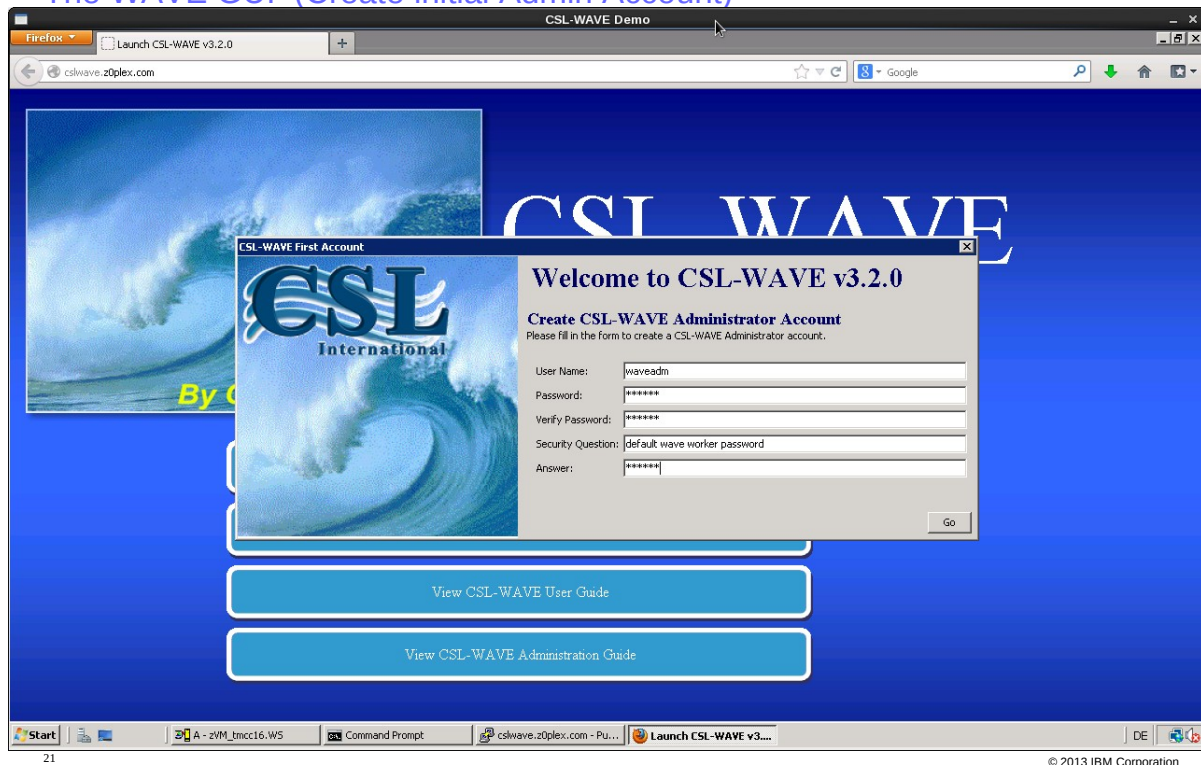 The WAVE GUI (Create Initial Admin Account)
CSL-WAVE Demo
Firefox
Launch CSL-WAVE v3.2.0
cslwave.z0plex.com
Google
CSL WAVE
By C
CSL-WAVE First Account
CSL
International
Welcome to CSL-WAVE v3.2.0
Create CSL-WAVE Administrator Account
Please fill in the form to create a CSL-WAVE Administrator account.
User Name: waveadm
Password: ******
Verify Password: ******
Security Question: default wave worker password
Answer: ******
Go
View CSL-WAVE User Guide
View CSL-WAVE Administration Guide
Start
A - zVM_tmcc16.WS
Command Prompt
cslwave.z0plex.com - Pu...
Launch CSL-WAVE v3....
DE
21
© 2013 IBM Corporation